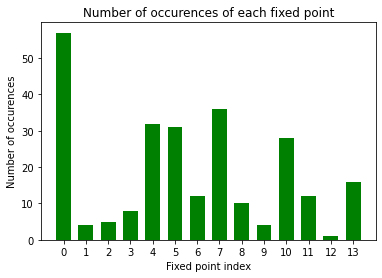 Number of occurences of each fixed point
Number of occurences
50
40
30
20
10
0
0 1 2 3 4 5 6 7 8 9 10 11 12 13
Fixed point index